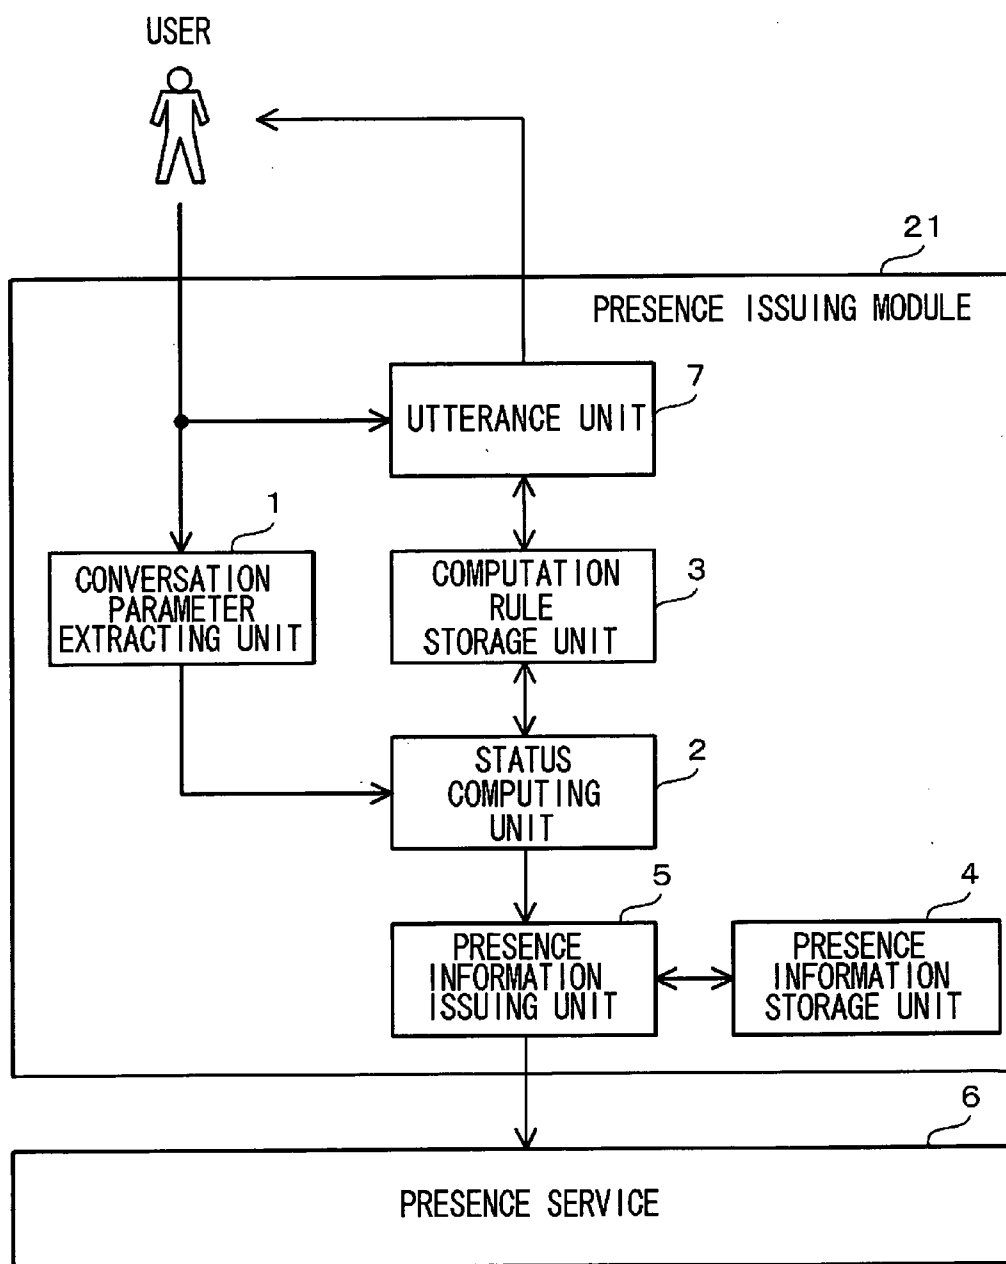 USER
21
PRESENCE ISSUING MODULE
7
UTTERANCE UNIT
1
CONVERSATION
PARAMETER
EXTRACTING UNIT
3
COMPUTATION
RULE
STORAGE UNIT
2
STATUS
COMPUTING
UNIT
5
PRESENCE
INFORMATION
ISSUING UNIT
4
PRESENCE
INFORMATION
STORAGE UNIT
6
PRESENCE SERVICE